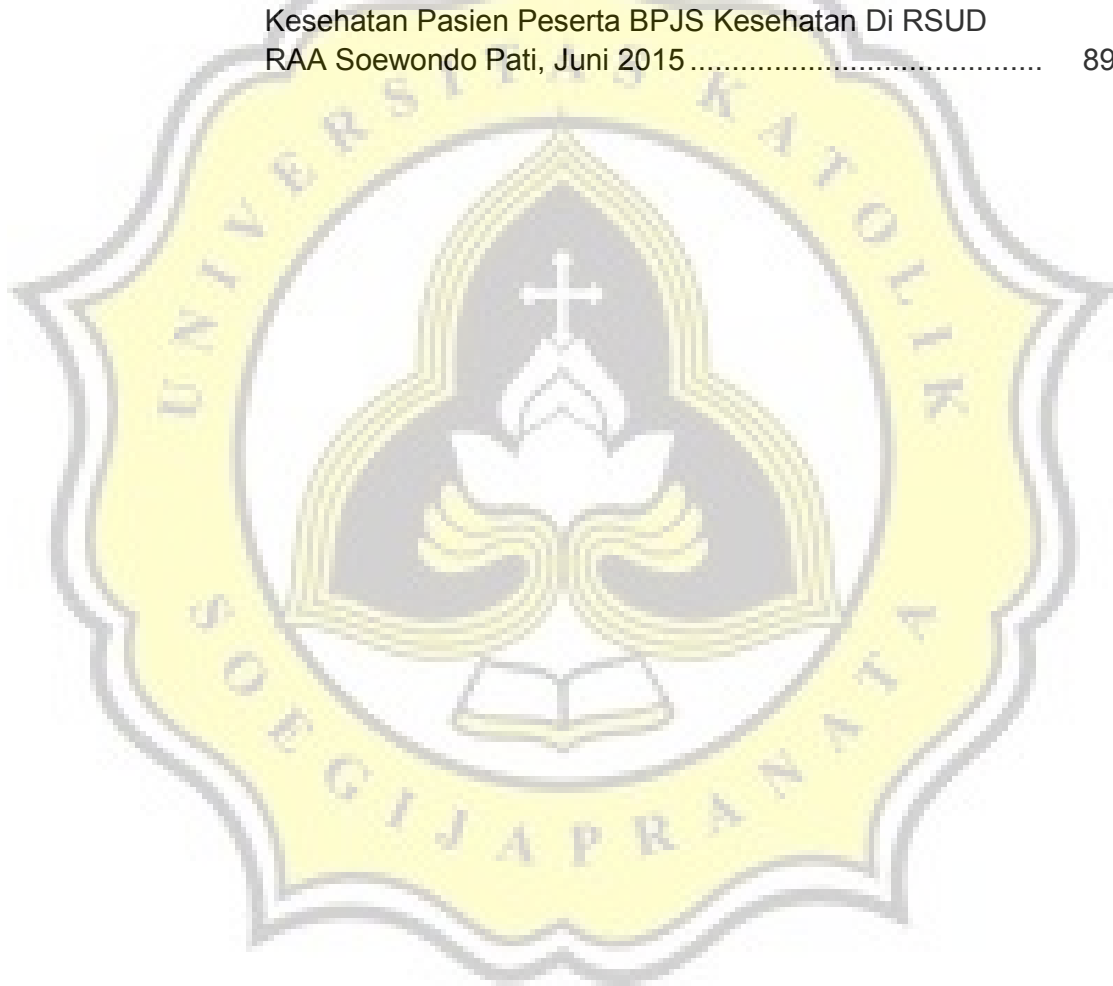 Kesehatan Pasien Peserta BPJS Kesehatan Di RSUD
RAA Soewondo Pati, Juni 2015 ........................................... 89
UNIVERSITAS KATOLIK
SOEGIJAPRANATA